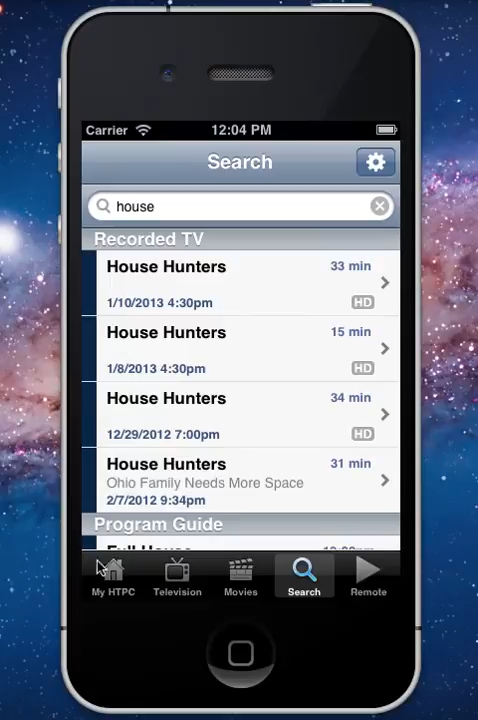 Carrier 12:04 PM
Search
house
Recorded TV
House Hunters 33 min
1/10/2013 4:30pm HD
House Hunters 15 min
1/8/2013 4:30pm HD
House Hunters 34 min
12/29/2012 7:00pm HD
House Hunters 31 min
Ohio Family Needs More Space
2/7/2012 9:34pm
Program Guide
Full House
My HTPC Television Movies Search Remote